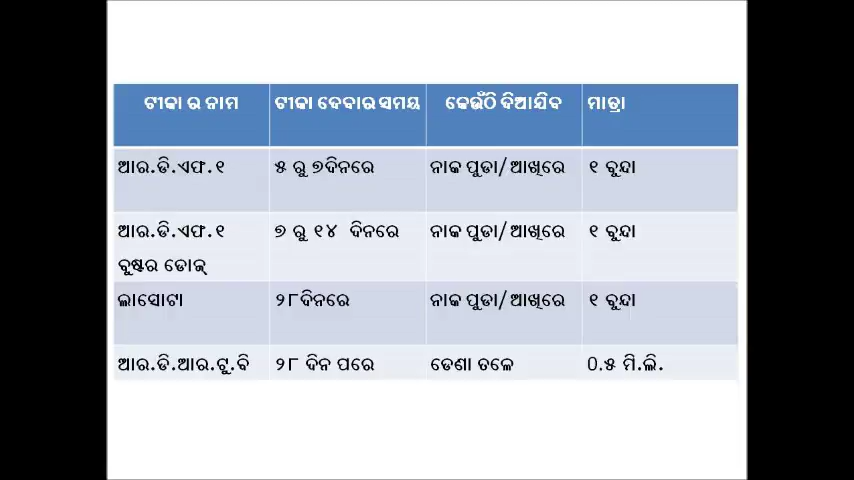 ଟୀକା ର ନାମ ଟୀକା ଦେବାର ସମୟ କେଉଁଠି ଦିଆଯିବ ମାତ୍ରା
ଆର.ଡି.ଏଫ.୧ ୫ ରୁ ୭ଦିନରେ ନାକ ପୁଡା/ଆଖିରେ ୧ ବୁନ୍ଦା
ଆର.ଡି.ଏଫ.୧ ୭ ରୁ ୧୪ ଦିନରେ ନାକ ପୁଡା/ଆଖିରେ ୧ ବୁନ୍ଦା
ବୁଷ୍ଟର ଡୋଜ୍
ଲାସୋଟା ୨୮ଦିନରେ ନାକ ପୁଡା/ଆଖିରେ ୧ ବୁନ୍ଦା
ଆର.ଡି.ଆର.ଟୁ.ବି ୨୮ ଦିନ ପରେ ଡେଣା ତଳେ 0.୫ ମି.ଲି.